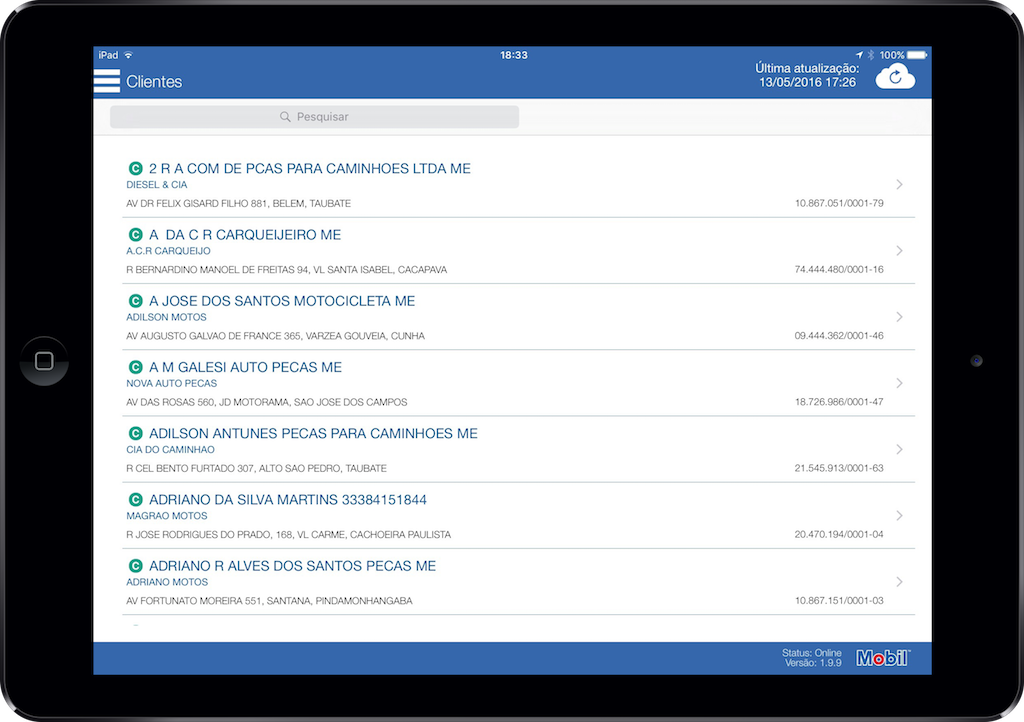 iPad
18:33
100%
Clientes
Última atualização:
13/05/2016 17:26
Pesquisar
C 2 R A COM DE PCAS PARA CAMINHOES LTDA ME
DIESEL & CIA
AV DR FELIX GISARD FILHO 881, BELEM, TAUBATE
10.867.051/0001-79
C A DA C R CARQUEIJEIRO ME
A.C.R CARQUEIJO
R BERNARDINO MANOEL DE FREITAS 94, VL SANTA ISABEL, CACAPAVA
74.444.480/0001-16
C A JOSE DOS SANTOS MOTOCICLETA ME
ADILSON MOTOS
AV AUGUSTO GALVAO DE FRANCE 365, VARZEA GOUVEIA, CUNHA
09.444.362/0001-46
C A M GALESI AUTO PECAS ME
NOVA AUTO PECAS
AV DAS ROSAS 560, JD MOTORAMA, SAO JOSE DOS CAMPOS
18.726.986/0001-47
C ADILSON ANTUNES PECAS PARA CAMINHOES ME
CIA DO CAMINHAO
R CEL BENTO FURTADO 307, ALTO SAO PEDRO, TAUBATE
21.545.913/0001-63
C ADRIANO DA SILVA MARTINS 33384151844
MAGRAO MOTOS
R JOSE RODRIGUES DO PRADO, 168, VL CARME, CACHOEIRA PAULISTA
20.470.194/0001-04
C ADRIANO R ALVES DOS SANTOS PECAS ME
ADRIANO MOTOS
AV FORTUNATO MOREIRA 551, SANTANA, PINDAMONHANGABA
10.867.151/0001-03
Status: Online
Versão: 1.9.9
Mobil